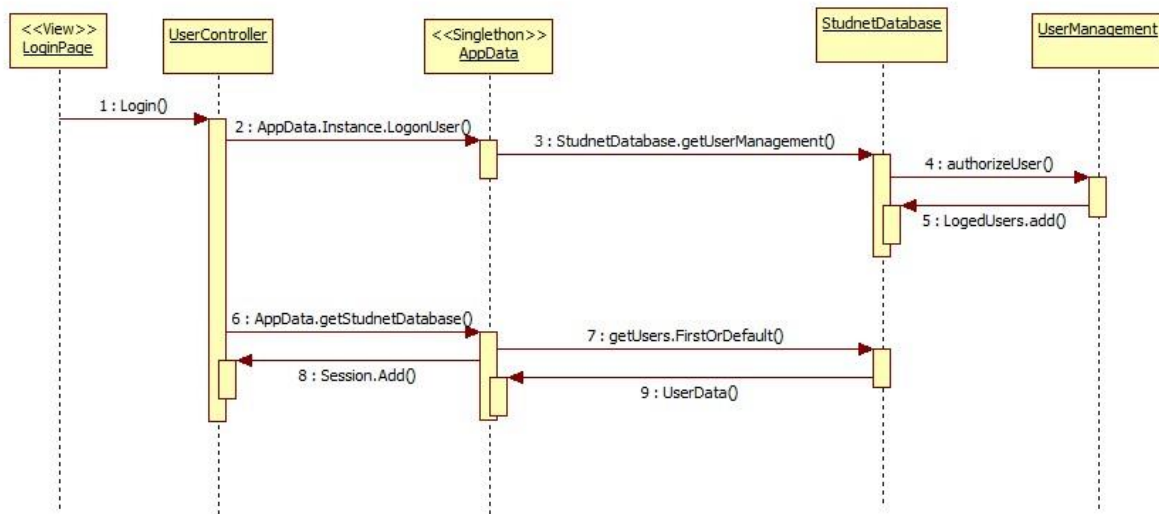 <<View>>
LoginPage
UserController
<<Singlethon>>
AppData
StudnetDatabase
UserManagement
1 : Login()
2 : AppData.Instance.LogonUser()
3 : StudnetDatabase.getUserManagement()
4 : authorizeUser()
5 : LogedUsers.add()
6 : AppData.getStudnetDatabase()
7 : getUsers.FirstOrDefault()
8 : Session.Add()
9 : UserData()